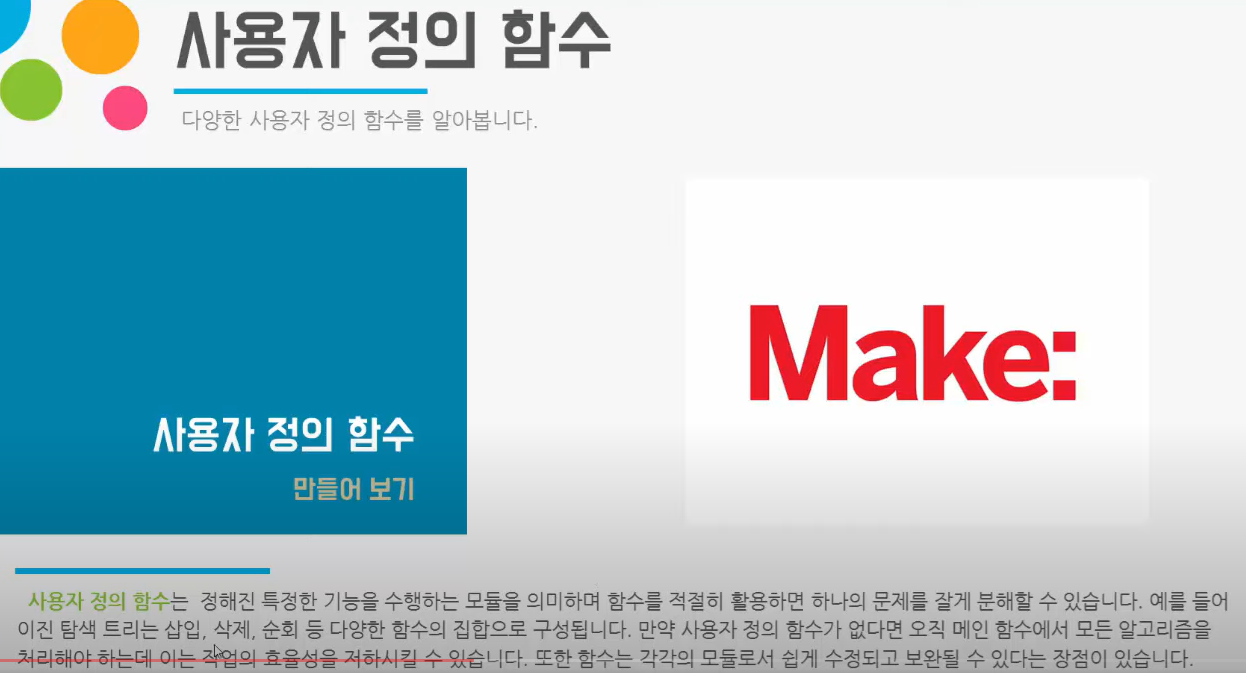 사용자 정의 함수
다양한 사용자 정의 함수를 알아봅니다.
사용자 정의 함수
만들어 보기
Make:
사용자 정의 함수는 정해진 특정한 기능을 수행하는 모듈을 의미하며 함수를 적절히 활용하면 하나의 문제를 잘게 분해할 수 있습니다. 예를 들어
이진 탐색 트리는 삽입, 삭제, 순회 등 다양한 함수의 집합으로 구성됩니다. 만약 사용자 정의 함수가 없다면 오직 메인 함수에서 모든 알고리즘을
처리해야 하는데 이는 작업의 효율성을 저하시킬 수 있습니다. 또한 함수는 각각의 모듈로서 쉽게 수정되고 보완될 수 있다는 장점이 있습니다.